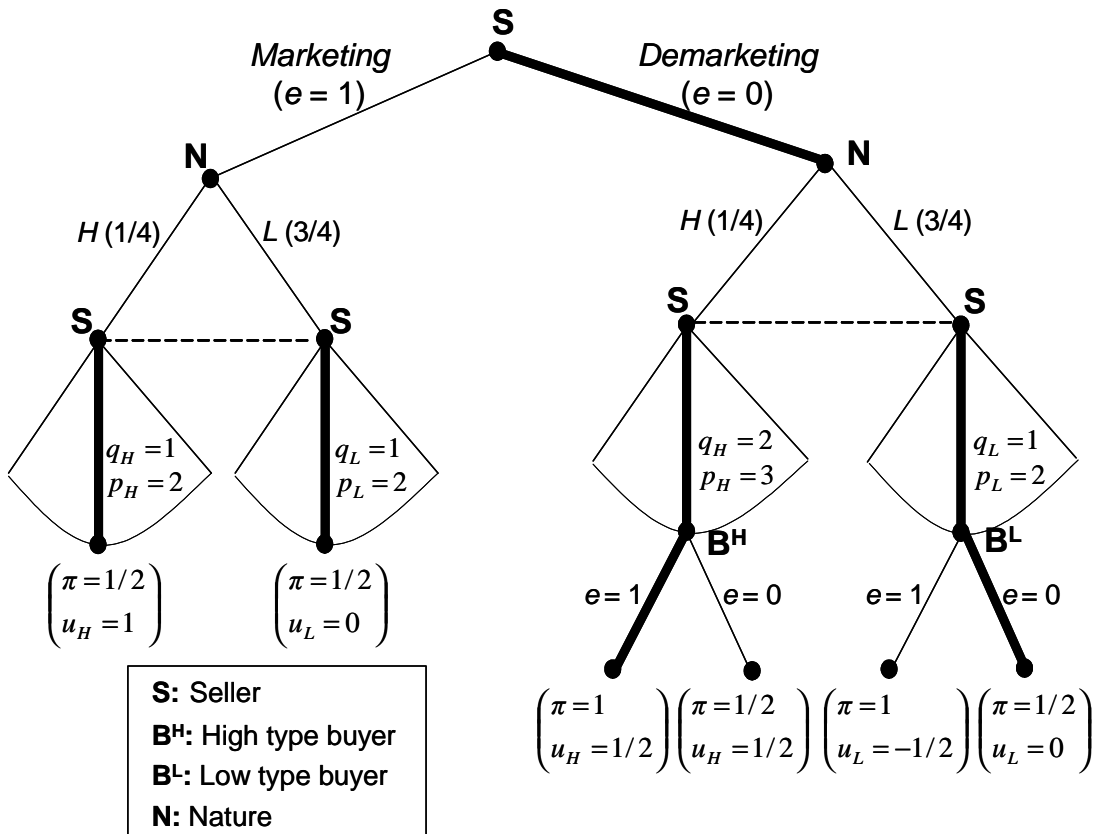 S
Marketing
(e = 1)
Demarketing
(e = 0)
N
N
H (1/4)
L (3/4)
H (1/4)
L (3/4)
S
S
S
S
q_H = 1
p_H = 2
q_L = 1
p_L = 2
q_H = 2
p_H = 3
q_L = 1
p_L = 2
B^H
B^L
(π = 1/2
u_H = 1)
(π = 1/2
u_L = 0)
e = 1
e = 0
e = 1
e = 0
(π = 1
u_H = 1/2)
(π = 1/2
u_H = 1/2)
(π = 1
u_L = −1/2)
(π = 1/2
u_L = 0)
S: Seller
B^H: High type buyer
B^L: Low type buyer
N: Nature